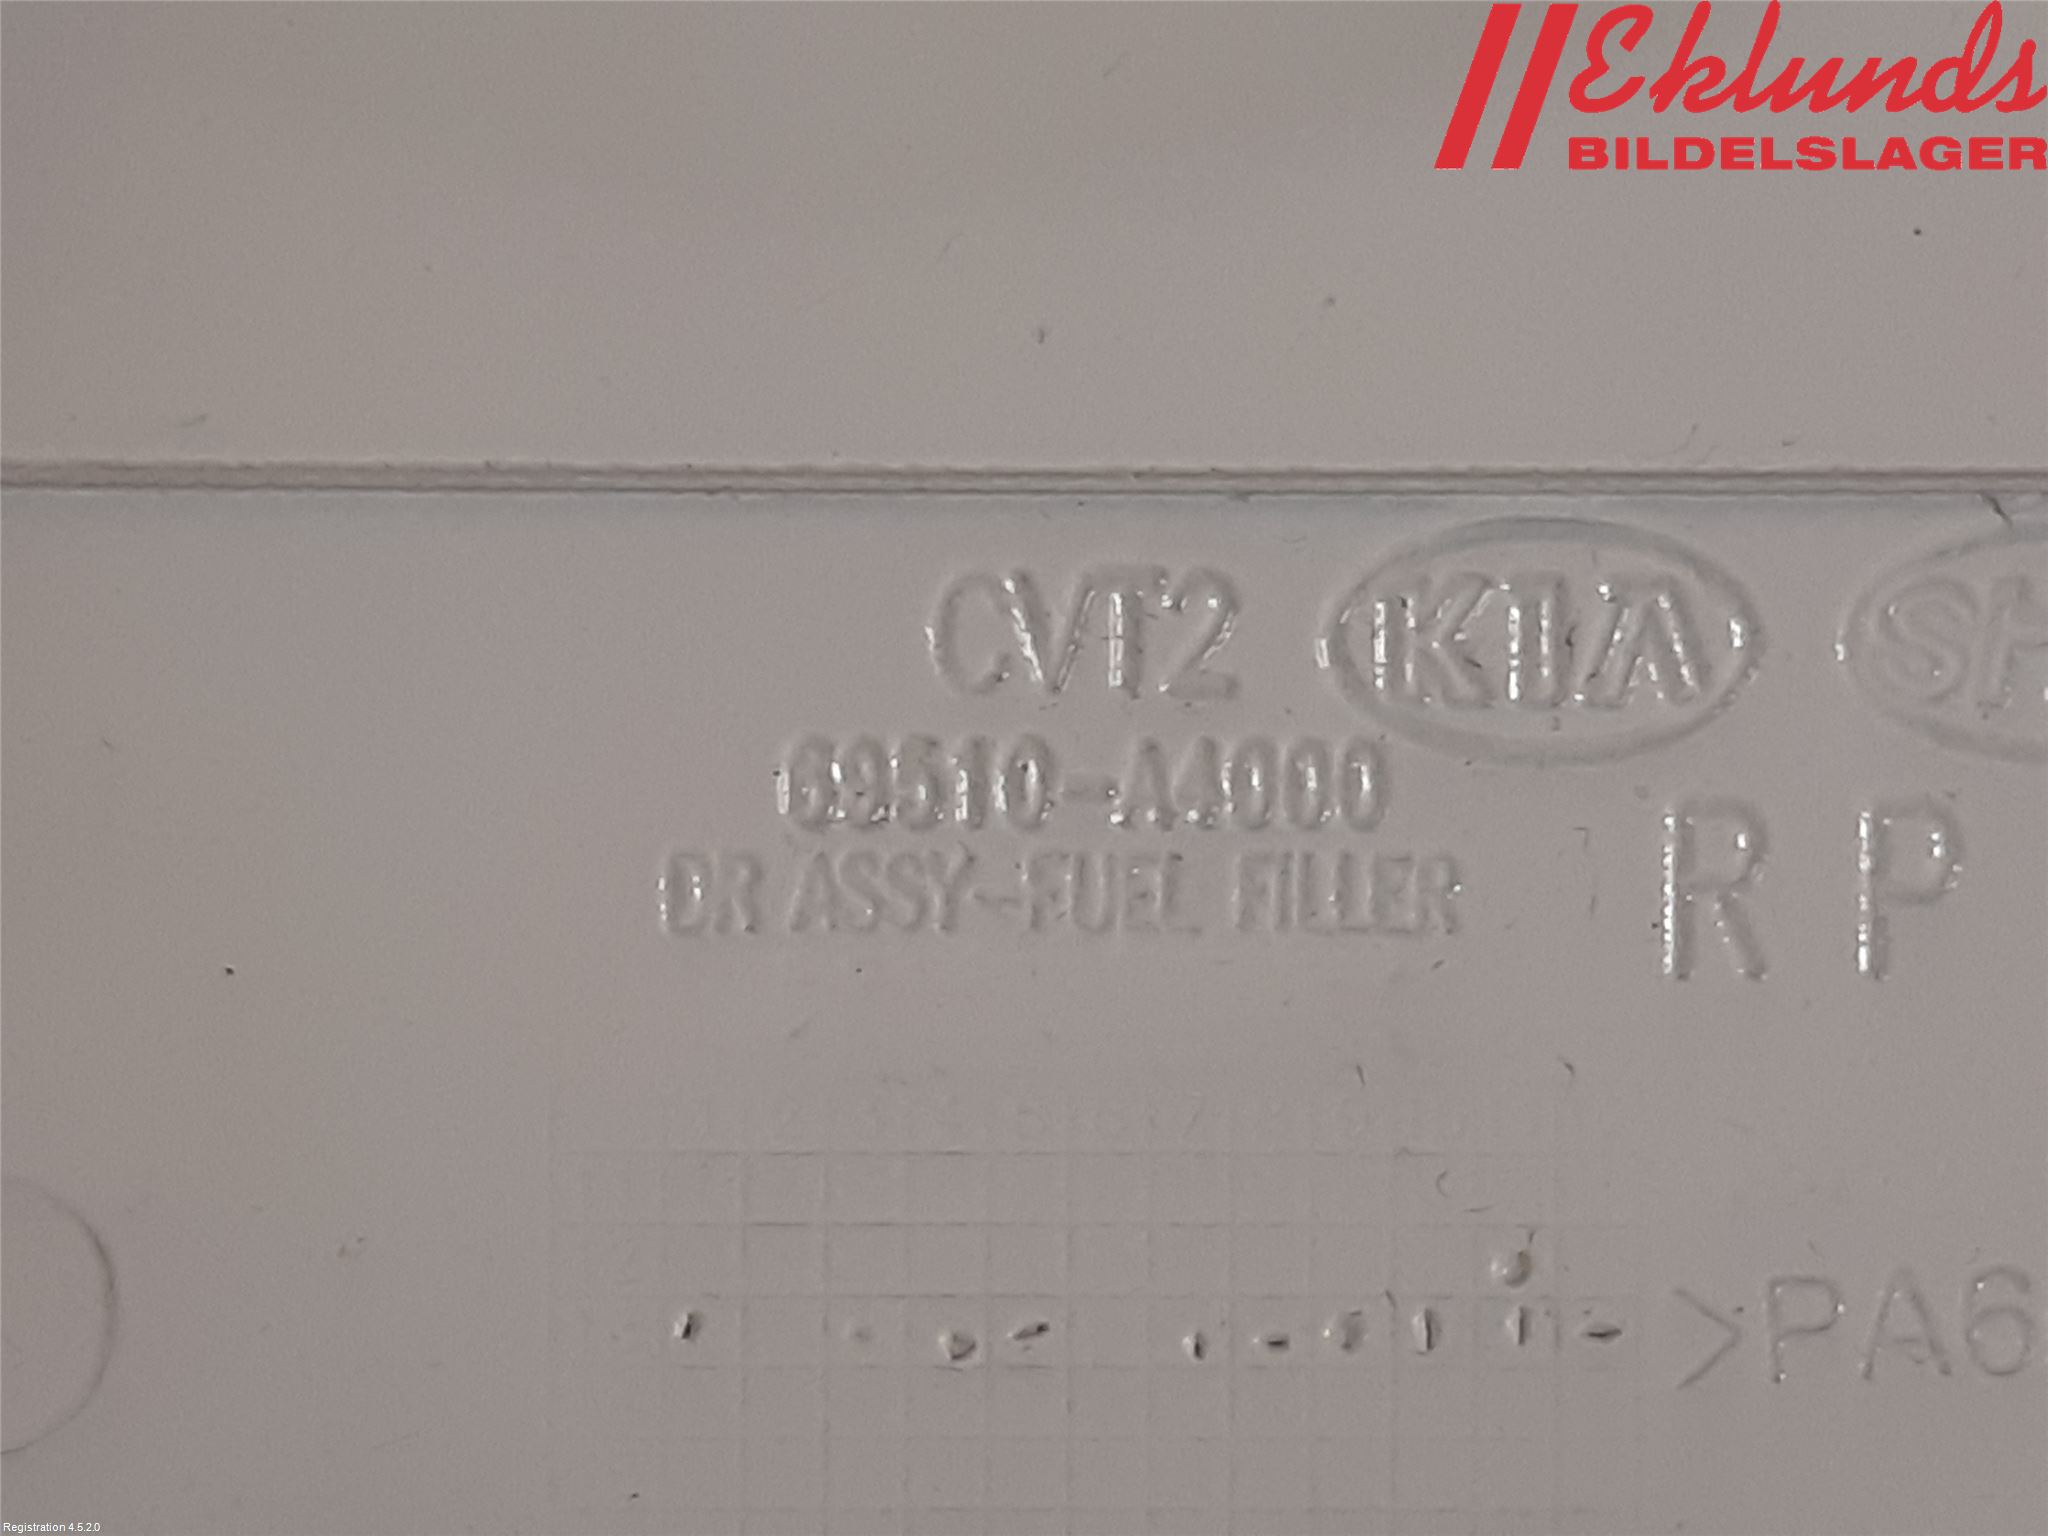 Eklunds
BILDELSLAGER
CVT2 KIA
69510-A4000
DR ASSY-FUEL FILLER
R P
>PA6
Registration 4.5.2.0